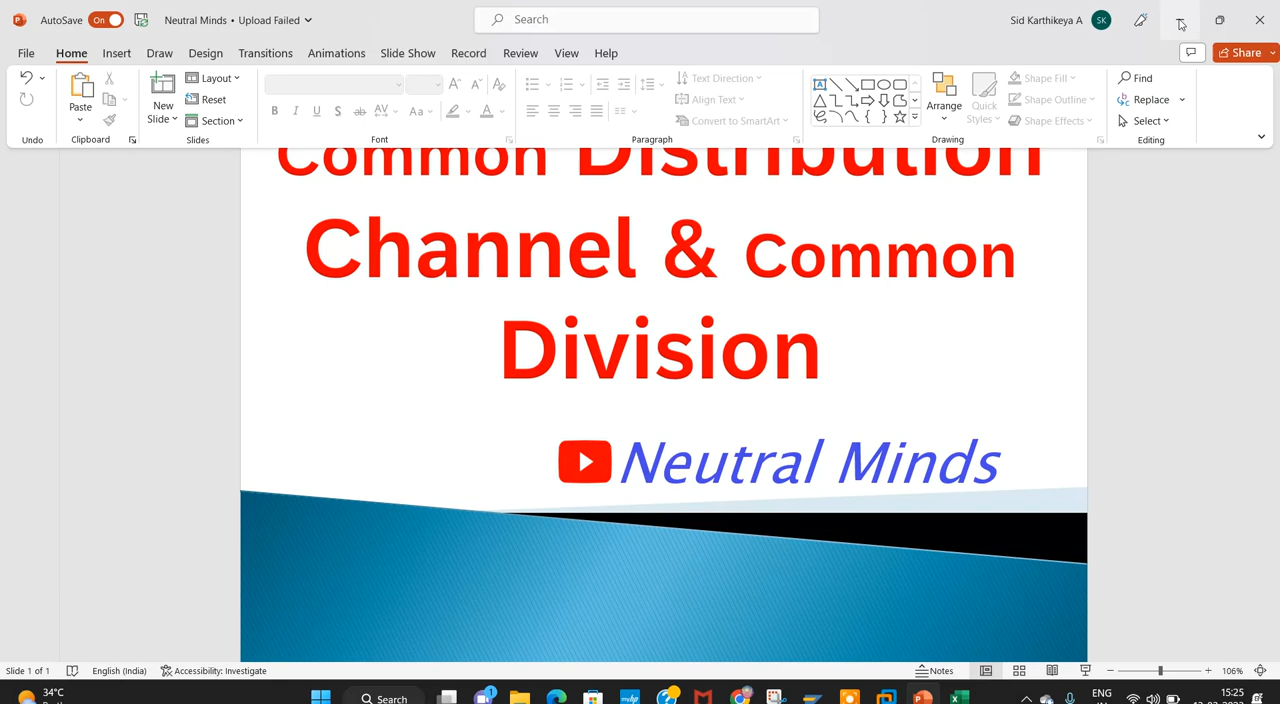 AutoSave On Neutral Minds • Upload Failed Search Sid Karthikeya A SK
File Home Insert Draw Design Transitions Animations Slide Show Record Review View Help Share
Paste New Slide Layout Reset Section Text Direction Align Text Convert to SmartArt Arrange Quick Styles Shape Fill Shape Outline Shape Effects Find Replace Select
Undo Clipboard Slides Font Paragraph Drawing Editing
Common Distribution
Channel & Common
Division
Neutral Minds
Slide 1 of 1 English (India) Accessibility: Investigate Notes 106%
34°C Search 1 ENG 15:25